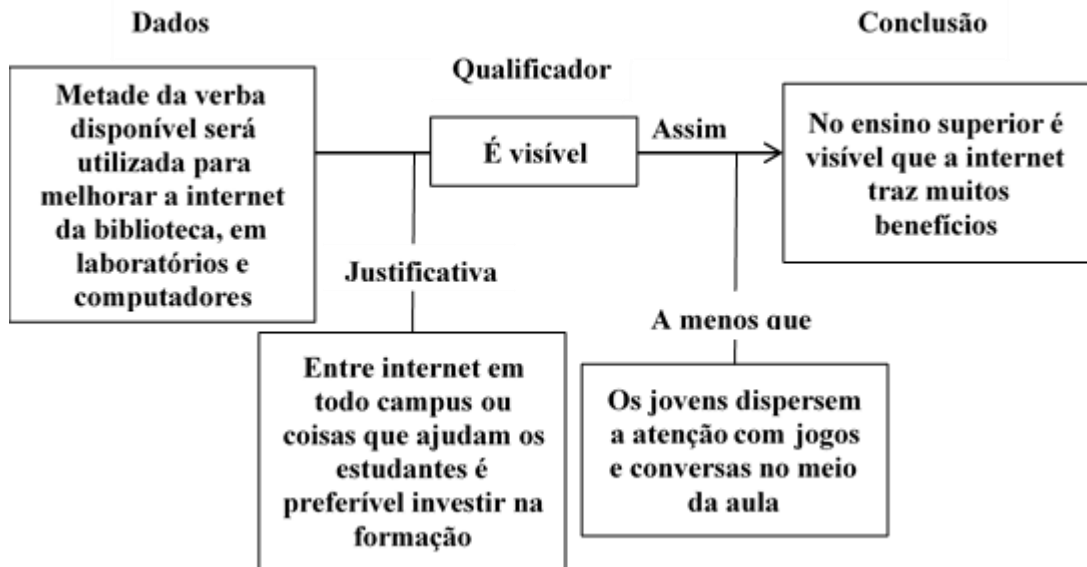 Dados
Conclusão
Qualificador
Metade da verba
disponível será
utilizada para
melhorar a internet
da biblioteca, em
laboratórios e
computadores
É visível
Assim
No ensino superior é
visível que a internet
traz muitos
benefícios
Justificativa
A menos que
Entre internet em
todo campus ou
coisas que ajudam os
estudantes é
preferível investir na
formação
Os jovens dispersem
a atenção com jogos
e conversas no meio
da aula